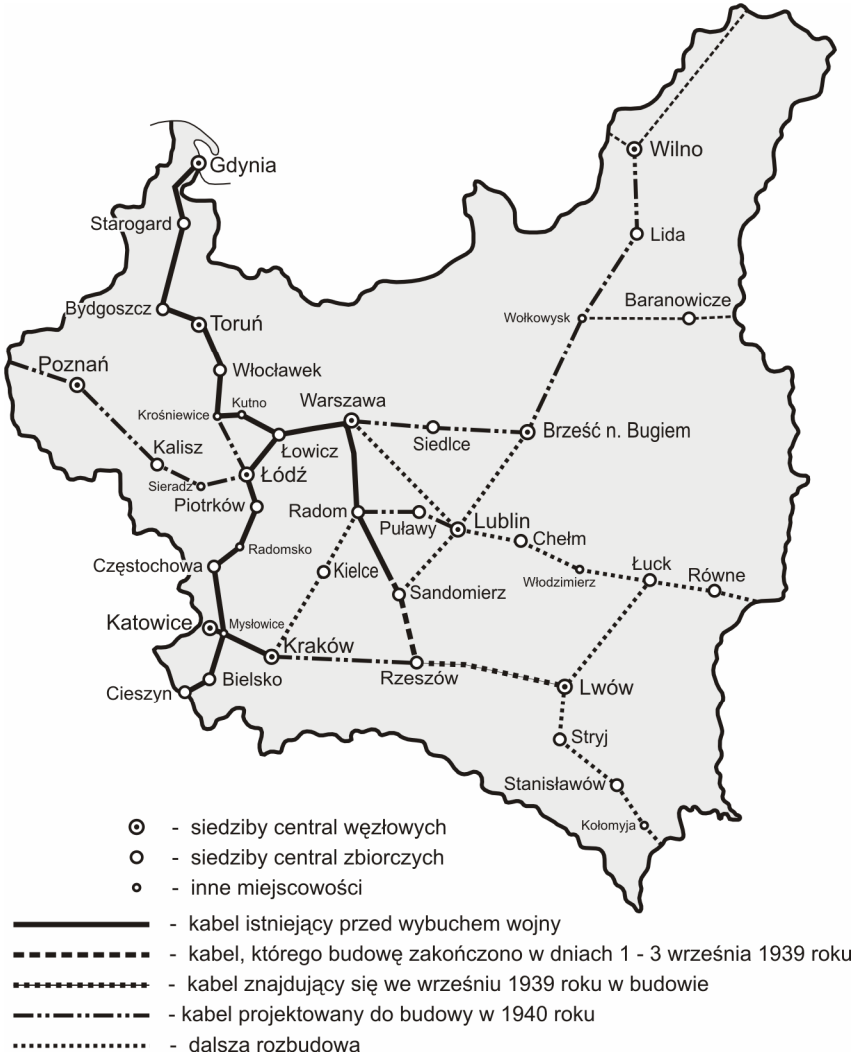 Wilno
Gdynia
Starogard
Lida
Baranowicze
Bydgoszcz
Toruń
Wołkowysk
Poznań
Włocławek
Kutno
Warszawa
Krośniewice
Brześć n. Bugiem
Siedlce
Kalisz
Łowicz
Łódź
Sieradz
Piotrków
Radom
Puławy
Lublin
Chełm
Radomsko
Częstochowa
Kielce
Łuck
Równe
Włodzimierz
Sandomierz
Katowice
Mysłowice
Kraków
Bielsko
Rzeszów
Lwów
Cieszyn
Stryj
Stanisławów
Kołomyja
- siedziby central węzłowych
- siedziby central zbiorczych
- inne miejscowości
- kabel istniejący przed wybuchem wojny
- kabel, którego budowę zakończono w dniach 1 - 3 września 1939 roku
- kabel znajdujący się we wrześniu 1939 roku w budowie
- kabel projektowany do budowy w 1940 roku
- dalsza rozbudowa